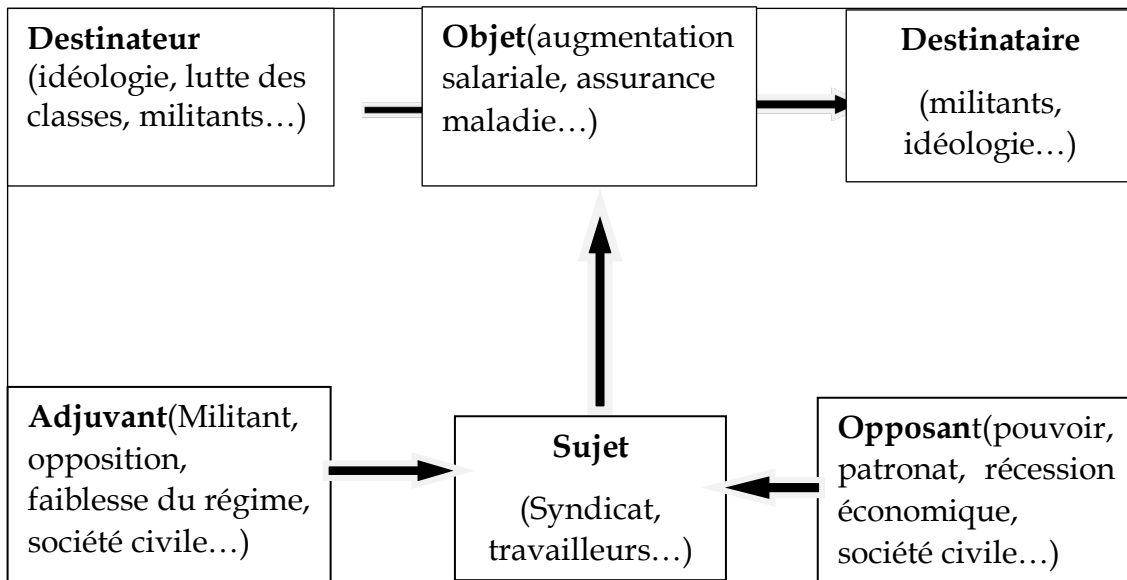 Destinateur
(idéologie, lutte des
classes, militants…)
Objet(augmentation
salariale, assurance
maladie…)
Destinataire
(militants,
idéologie…)
Adjuvant(Militant,
opposition,
faiblesse du régime,
société civile…)
Sujet
(Syndicat,
travailleurs…)
Opposant(pouvoir,
patronat, récession
économique,
société civile…)